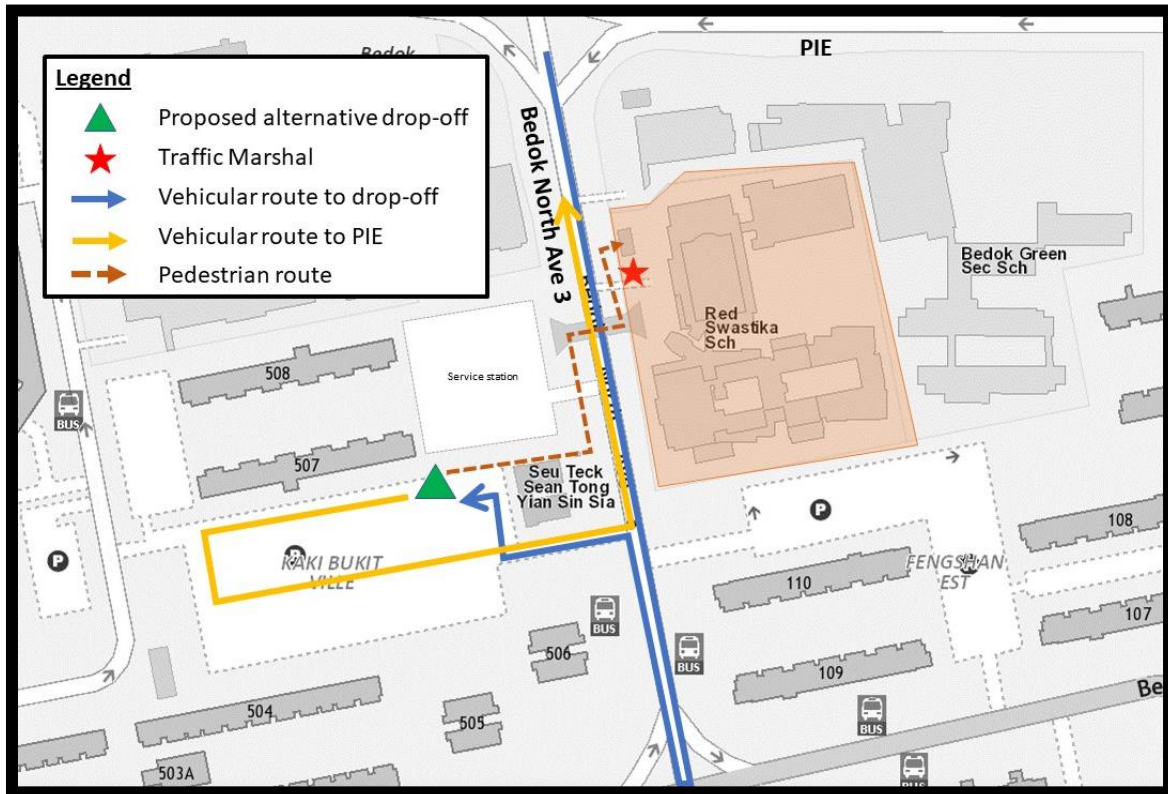 PIE
Bedok
Legend
Proposed alternative drop-off
Traffic Marshal
Vehicular route to drop-off
Vehicular route to PIE
Pedestrian route
Bedok North Ave 3
Bedok Green
Sec Sch
Red
Swastika
Sch
508
Service station
BUS
507
Seu Teck
Sean Tong
Yian Sin Sia
P
P
P
108
KAKI BUKIT
VILLE
110
FENGSHAN
EST
BUS
107
506
BUS
109
504
505
BUS
Be
503A
BUS